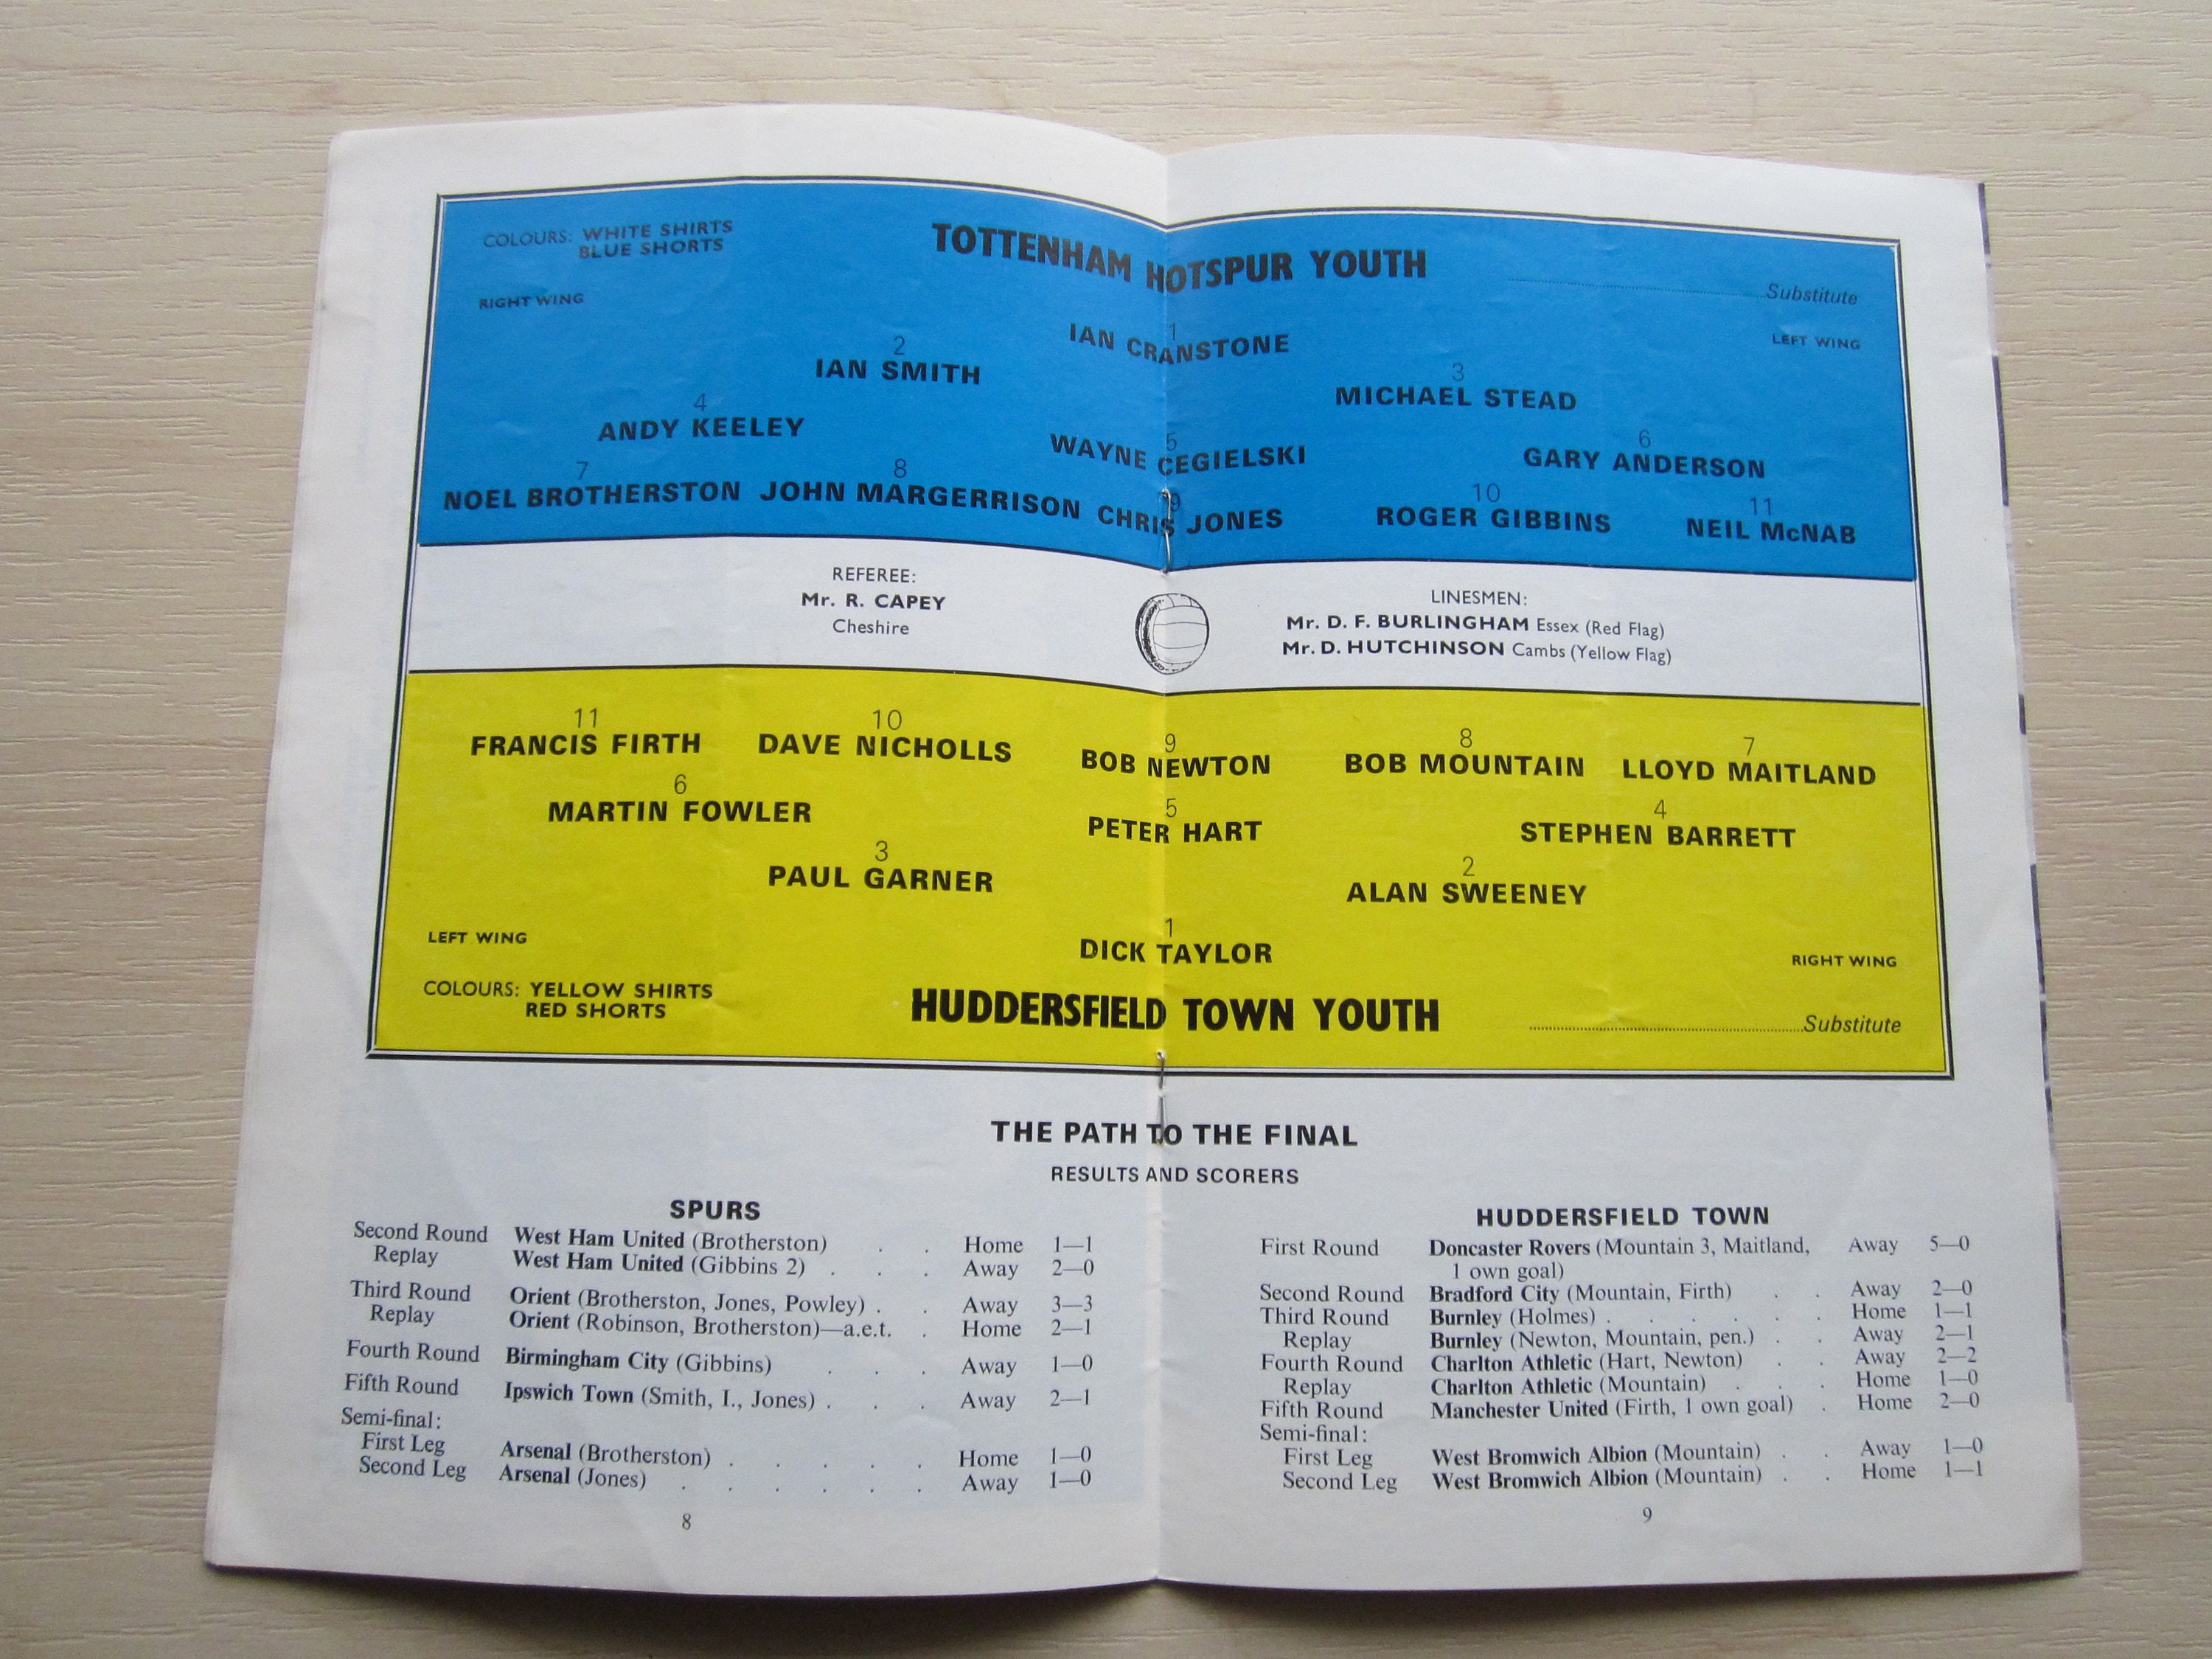 COLOURS: WHITE SHIRTS
BLUE SHORTS
TOTTENHAM HOTSPUR YOUTH
Substitute
RIGHT WING
LEFT WING
1
IAN CRANSTONE
2
IAN SMITH
3
MICHAEL STEAD
4
ANDY KEELEY
5
WAYNE CEGIELSKI
6
GARY ANDERSON
7
NOEL BROTHERSTON
8
JOHN MARGERRISON
9
CHRIS JONES
10
ROGER GIBBINS
11
NEIL McNAB
REFEREE:
Mr. R. CAPEY
Cheshire
LINESMEN:
Mr. D. F. BURLINGHAM Essex (Red Flag)
Mr. D. HUTCHINSON Cambs (Yellow Flag)
11
FRANCIS FIRTH
10
DAVE NICHOLLS
9
BOB NEWTON
8
BOB MOUNTAIN
7
LLOYD MAITLAND
6
MARTIN FOWLER
5
PETER HART
4
STEPHEN BARRETT
3
PAUL GARNER
2
ALAN SWEENEY
1
DICK TAYLOR
LEFT WING
RIGHT WING
COLOURS: YELLOW SHIRTS
RED SHORTS
HUDDERSFIELD TOWN YOUTH
Substitute
THE PATH TO THE FINAL
RESULTS AND SCORERS
SPURS
Second Round West Ham United (Brotherston) . . Home 1—1
Replay West Ham United (Gibbins 2) . . . Away 2—0
Third Round Orient (Brotherston, Jones, Powley) . . Away 3—3
Replay Orient (Robinson, Brotherston)—a.e.t. . Home 2—1
Fourth Round Birmingham City (Gibbins) . . . Away 1—0
Fifth Round Ipswich Town (Smith, I., Jones) . . . Away 2—1
Semi-final:
First Leg Arsenal (Brotherston) . . . . . Home 1—0
Second Leg Arsenal (Jones) . . . . . . Away 1—0
8
HUDDERSFIELD TOWN
First Round Doncaster Rovers (Mountain 3, Maitland, Away 5—0
1 own goal)
Second Round Bradford City (Mountain, Firth) . . Away 2—0
Third Round Burnley (Holmes) . . . . . . Home 1—1
Replay Burnley (Newton, Mountain, pen.) . . Away 2—1
Fourth Round Charlton Athletic (Hart, Newton) . . Away 2—2
Replay Charlton Athletic (Mountain) . . . Home 1—0
Fifth Round Manchester United (Firth, 1 own goal) . Home 2—0
Semi-final:
First Leg West Bromwich Albion (Mountain) . . Away 1—0
Second Leg West Bromwich Albion (Mountain) . . Home 1—1
9